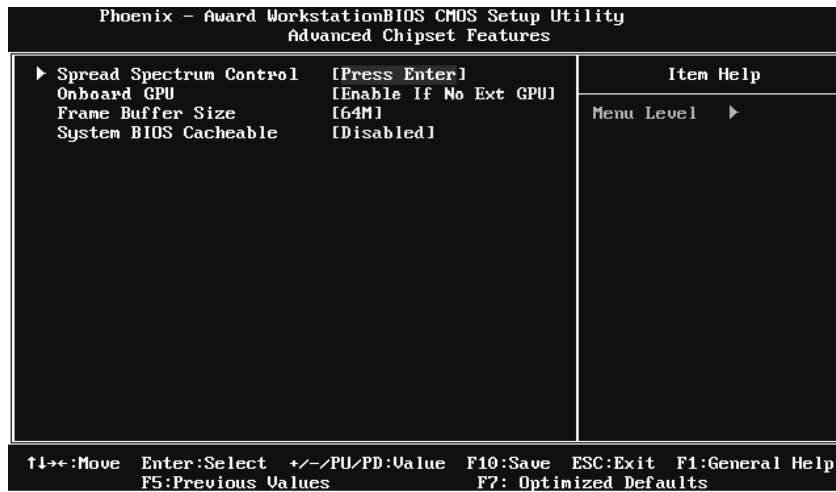 Phoenix - Award WorkstationBIOS CMOS Setup Utility
Advanced Chipset Features
Spread Spectrum Control [Press Enter]
Onboard GPU [Enable If No Ext GPU]
Frame Buffer Size [64M]
System BIOS Cacheable [Disabled]
Item Help
Menu Level
↑↓→←:Move Enter:Select +/-/PU/PD:Value F10:Save ESC:Exit F1:General Help
F5:Previous Values F7: Optimized Defaults